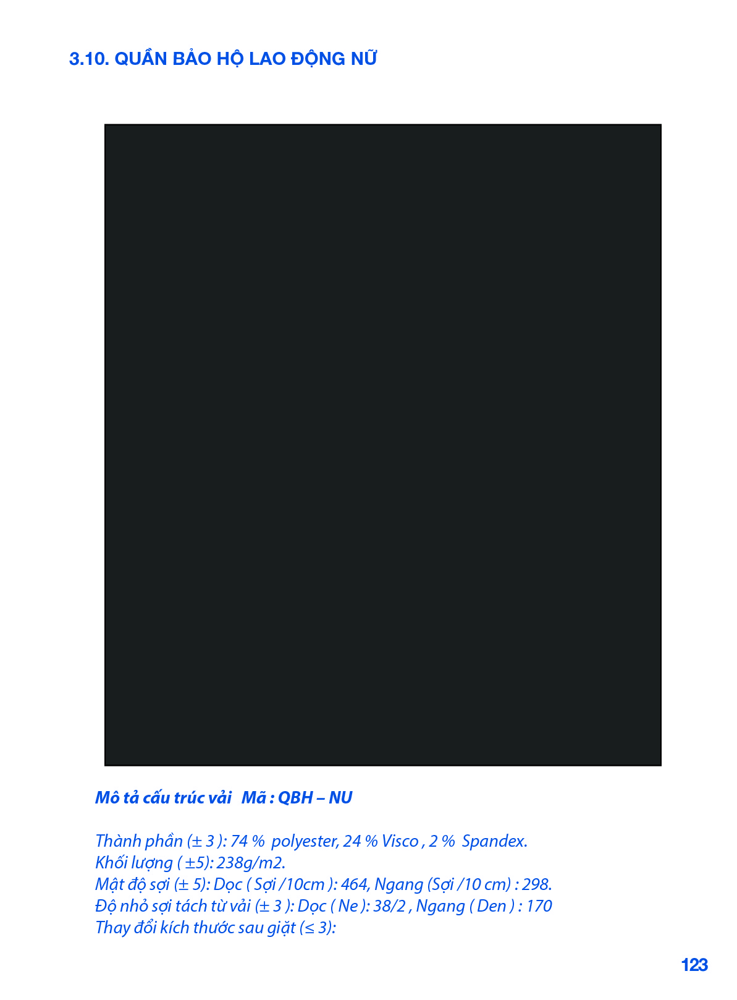 3.10. QUẦN BẢO HỘ LAO ĐỘNG NỮ
Mô tả cấu trúc vải Mã : QBH – NU
Thành phần (± 3 ): 74 % polyester, 24 % Visco , 2 % Spandex.
Khối lượng ( ±5): 238g/m2.
Mật độ sợi (± 5): Dọc ( Sợi /10cm ): 464, Ngang (Sợi /10 cm) : 298.
Độ nhỏ sợi tách từ vải (± 3 ): Dọc ( Ne ): 38/2 , Ngang ( Den ) : 170
Thay đổi kích thước sau giặt (≤ 3):
123